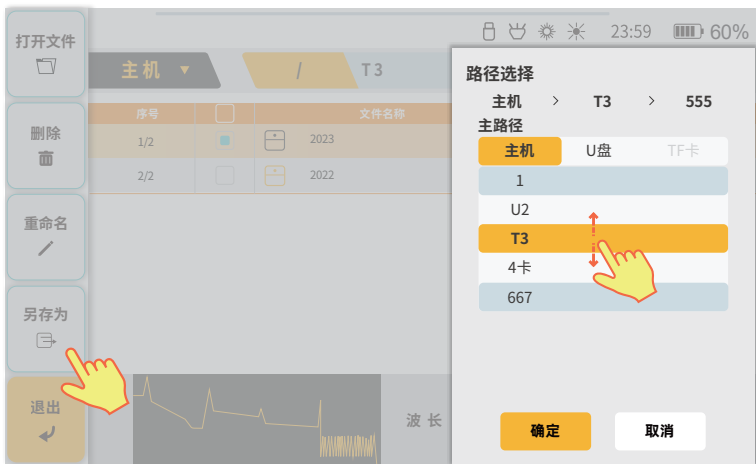 打开文件
删除
重命名
另存为
退出
23:59
60%
主机 ▼
/
T3
序号
文件名称
1/2
2023
2/2
2022
波长
路径选择
主机 > T3 > 555
主路径
主机 U盘 TF卡
1
U2
T3
4卡
667
确定 取消